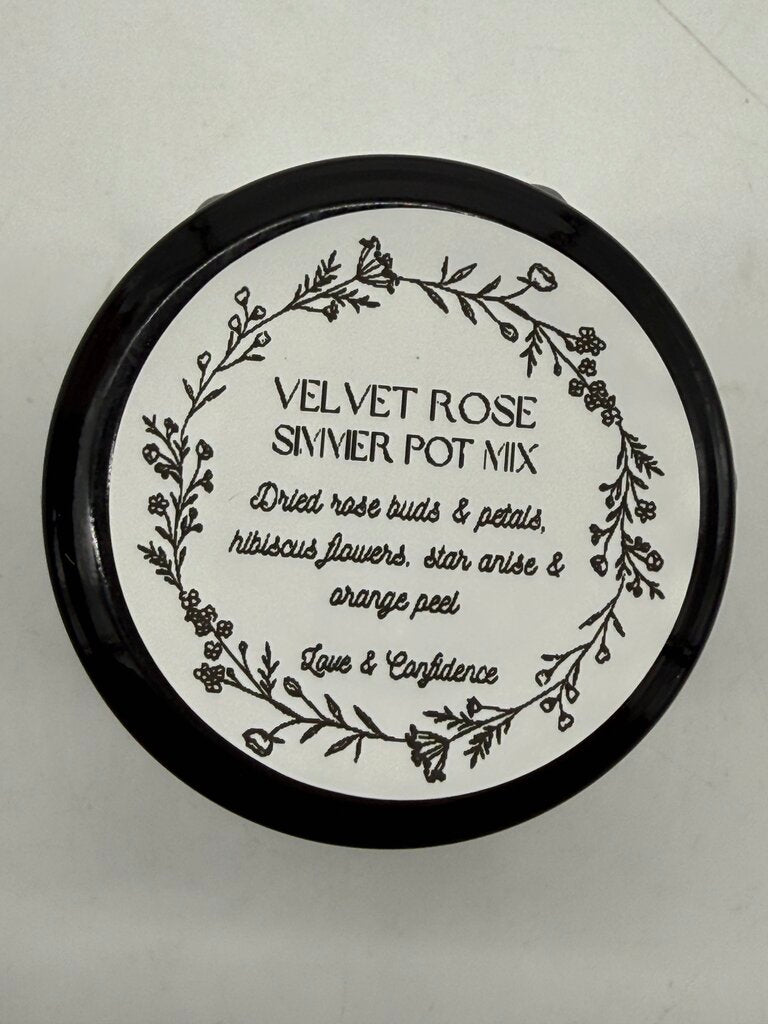 VELVET ROSE
SIMMER POT MIX
Dried rose buds & petals,
hibiscus flowers, star anise &
orange peel
Love & Confidence